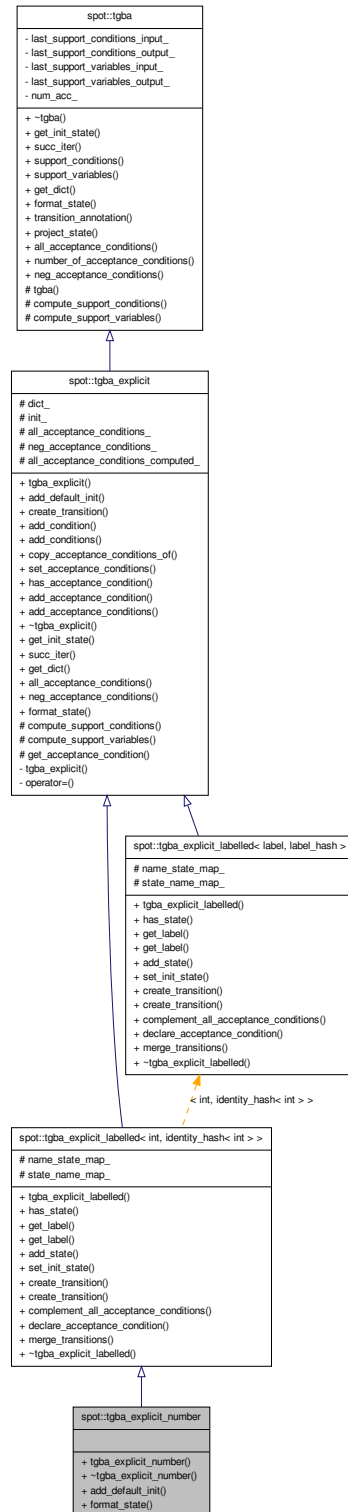 spot::tgba
- last_support_conditions_input_
- last_support_conditions_output_
- last_support_variables_input_
- last_support_variables_output_
- num_acc_
+ ~tgba()
+ get_init_state()
+ succ_iter()
+ support_conditions()
+ support_variables()
+ get_dict()
+ format_state()
+ transition_annotation()
+ project_state()
+ all_acceptance_conditions()
+ number_of_acceptance_conditions()
+ neg_acceptance_conditions()
# tgba()
# compute_support_conditions()
# compute_support_variables()
spot::tgba_explicit
# dict_
# init_
# all_acceptance_conditions_
# neg_acceptance_conditions_
# all_acceptance_conditions_computed_
+ tgba_explicit()
+ add_default_init()
+ create_transition()
+ add_condition()
+ add_conditions()
+ copy_acceptance_conditions_of()
+ set_acceptance_conditions()
+ has_acceptance_condition()
+ add_acceptance_condition()
+ add_acceptance_conditions()
+ ~tgba_explicit()
+ get_init_state()
+ succ_iter()
+ get_dict()
+ all_acceptance_conditions()
+ neg_acceptance_conditions()
+ format_state()
# compute_support_conditions()
# compute_support_variables()
# get_acceptance_condition()
- tgba_explicit()
- operator=()
spot::tgba_explicit_labelled< label, label_hash >
# name_state_map_
# state_name_map_
+ tgba_explicit_labelled()
+ has_state()
+ get_label()
+ get_label()
+ add_state()
+ set_init_state()
+ create_transition()
+ create_transition()
+ complement_all_acceptance_conditions()
+ declare_acceptance_condition()
+ merge_transitions()
+ ~tgba_explicit_labelled()
< int, identity_hash< int > >
spot::tgba_explicit_labelled< int, identity_hash< int > >
# name_state_map_
# state_name_map_
+ tgba_explicit_labelled()
+ has_state()
+ get_label()
+ get_label()
+ add_state()
+ set_init_state()
+ create_transition()
+ create_transition()
+ complement_all_acceptance_conditions()
+ declare_acceptance_condition()
+ merge_transitions()
+ ~tgba_explicit_labelled()
spot::tgba_explicit_number
+ tgba_explicit_number()
+ ~tgba_explicit_number()
+ add_default_init()
+ format_state()